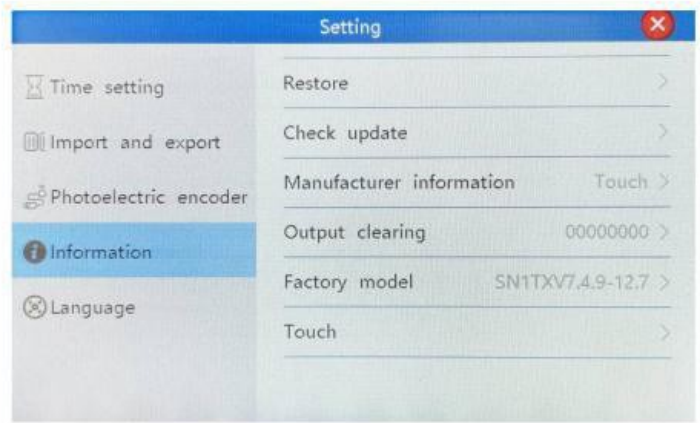 Setting
Time setting
Import and export
Photoelectric encoder
Information
Language
Restore
Check update
Manufacturer information Touch
Output clearing 00000000
Factory model SN1TXV7.4.9-12.7
Touch